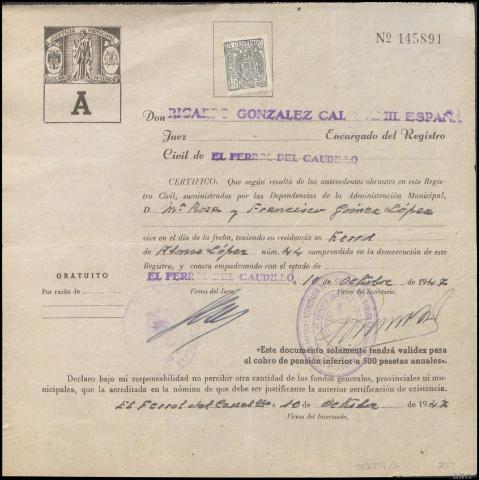 JUSTICIA MUNICIPAL
A
5 CENTIMOS
Nº 145891
Don RICARDO GONZALEZ CAL ESPAÑA
Juez Encargado del Registro
Civil de EL FERROL DEL CAUDILLO
CERTIFICO: Que según resulta de los antecedentes obrantes en este Regis-
tro Civil, suministrados por las Dependencias de la Administración Municipal,
D. Mª Rosa y Francisco Gomez López
vive en el día de la fecha, teniendo su residencia en Ferrol
de Alonso López núm. 44 comprendida en la demarcación de este
Registro, y consta empadronado con el estado de
GRATUITO
EL FERROL DEL CAUDILLO, a 10 de Octubre de 1947
Por razón de
Firma del Juez, Firma del Secretario,
«Este documento solamente tendrá validez para
el cobro de pensión inferior a 500 pesetas anuales».
Declaro bajo mi responsabilidad no percibir otra cantidad de los fondos generales, provinciales ni mu-
nicipales, que la acreditada en la nómina de que debe ser justificante la anterior certificación de existencia.
El Ferrol del Caudillo 10 de Octubre de 1947
Firma del Interesado,